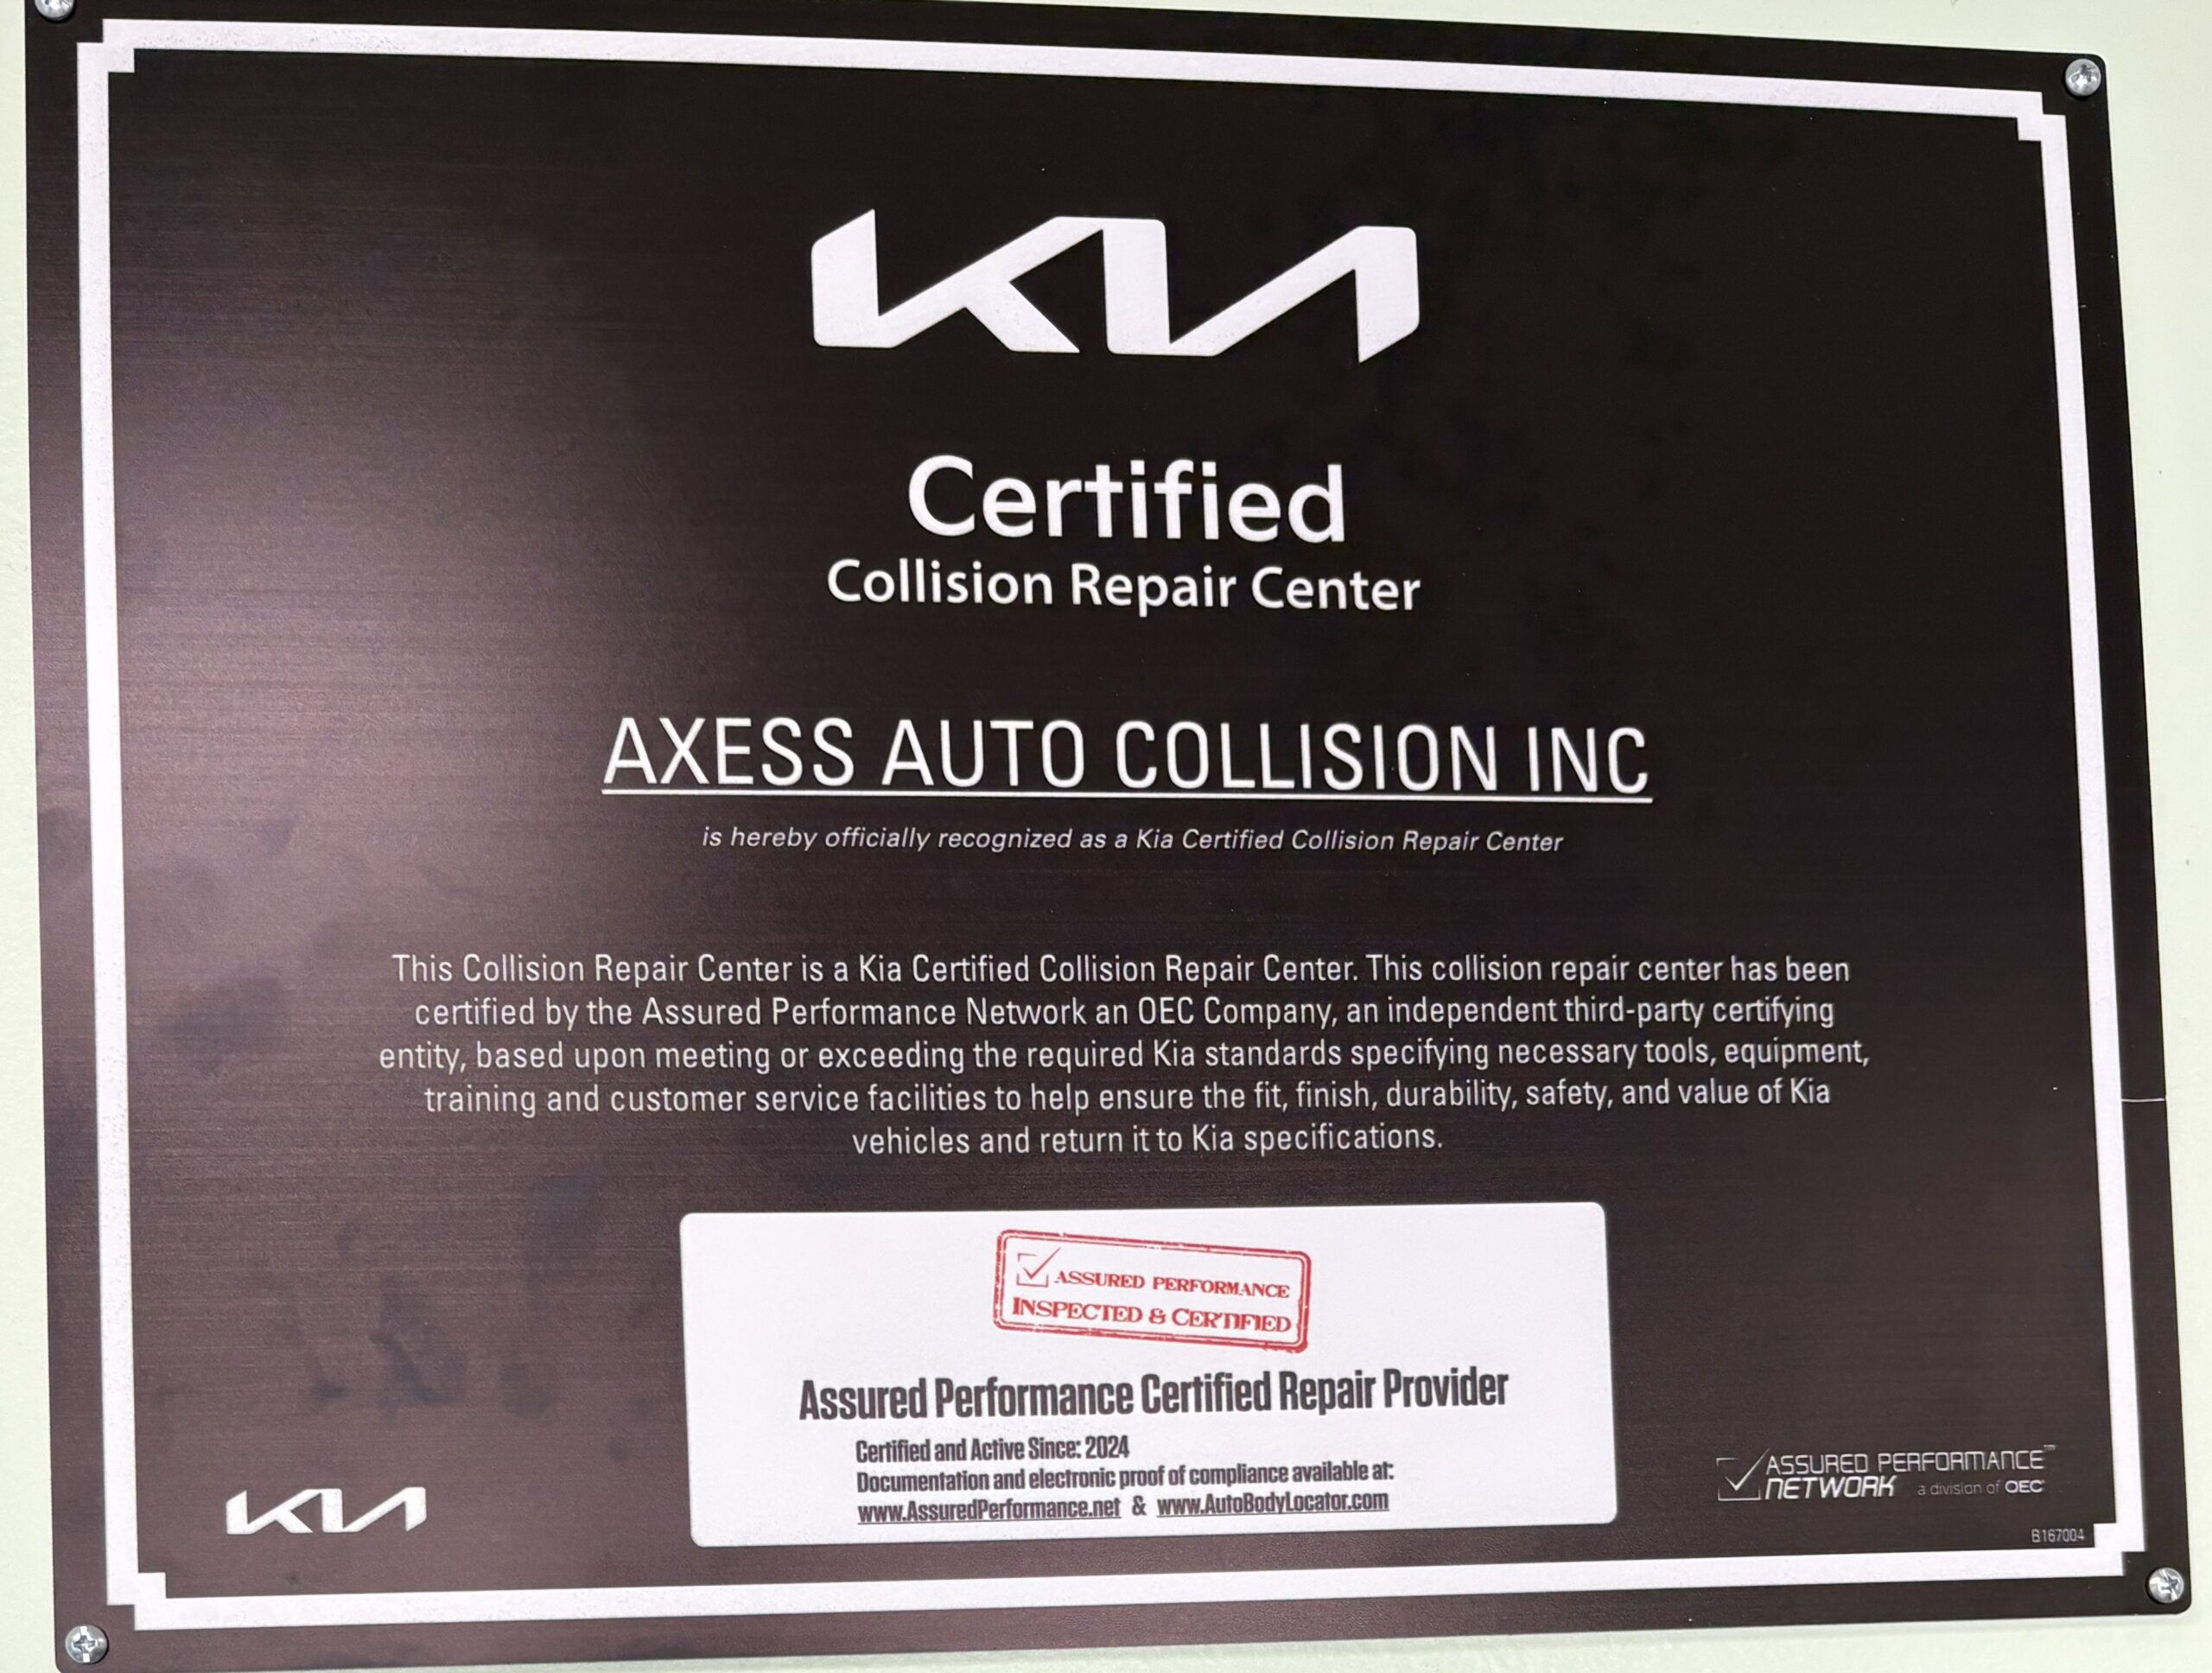 KIA
Certified
Collision Repair Center
AXESS AUTO COLLISION INC
is hereby officially recognized as a Kia Certified Collision Repair Center
This Collision Repair Center is a Kia Certified Collision Repair Center. This collision repair center has been
certified by the Assured Performance Network an OEC Company, an independent third-party certifying
entity, based upon meeting or exceeding the required Kia standards specifying necessary tools, equipment,
training and customer service facilities to help ensure the fit, finish, durability, safety, and value of Kia
vehicles and return it to Kia specifications.
ASSURED PERFORMANCE
INSPECTED & CERTIFIED
Assured Performance Certified Repair Provider
Certified and Active Since: 2024
Documentation and electronic proof of compliance available at:
www.AssuredPerformance.net & www.AutoBodyLocator.com
KIA
ASSURED PERFORMANCE™
NETWORK a division of OEC
B167004